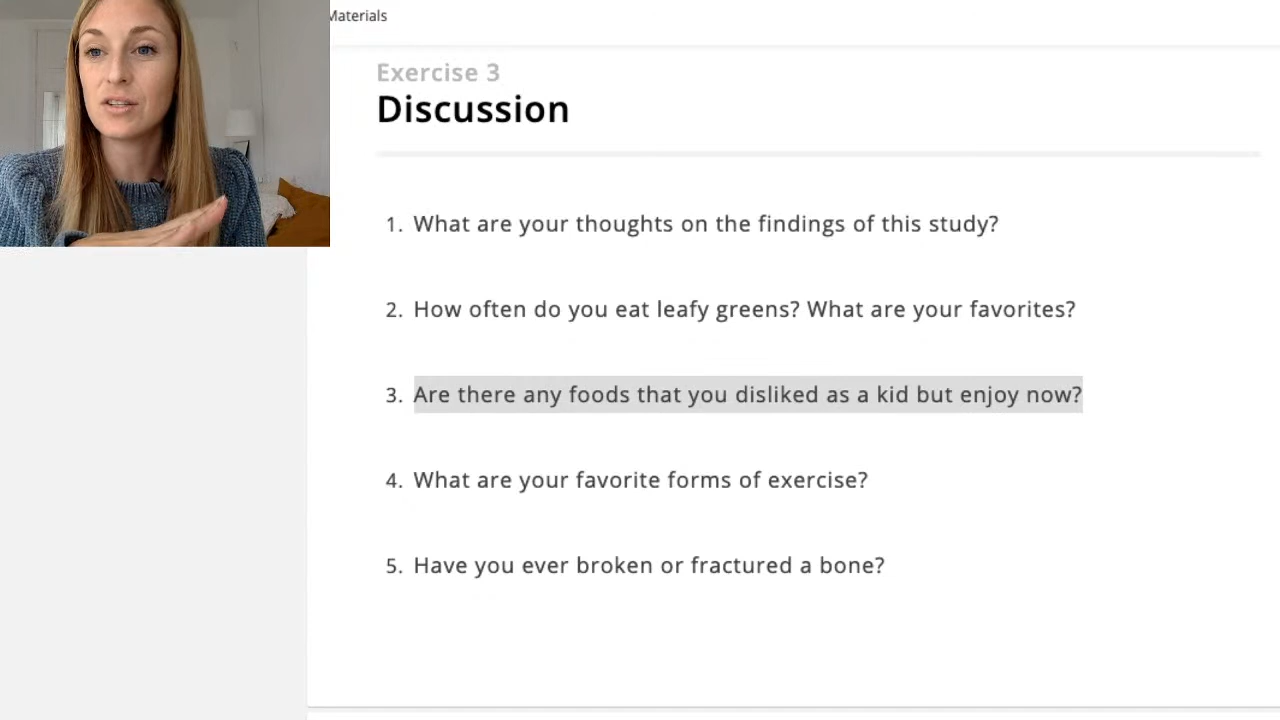 Materials
Exercise 3
Discussion
1. What are your thoughts on the findings of this study?
2. How often do you eat leafy greens? What are your favorites?
3. Are there any foods that you disliked as a kid but enjoy now?
4. What are your favorite forms of exercise?
5. Have you ever broken or fractured a bone?